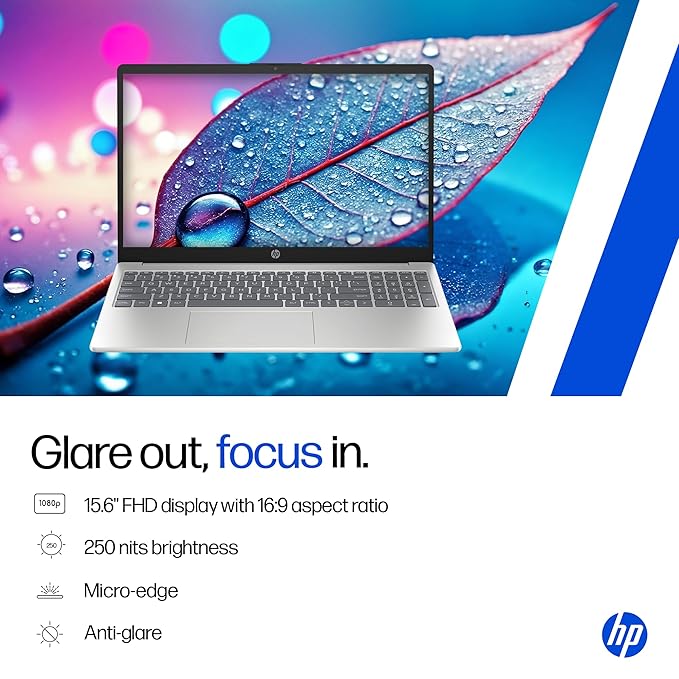 hp
Glare out, focus in.
1080p
15.6" FHD display with 16:9 aspect ratio
250
250 nits brightness
Micro-edge
Anti-glare
hp